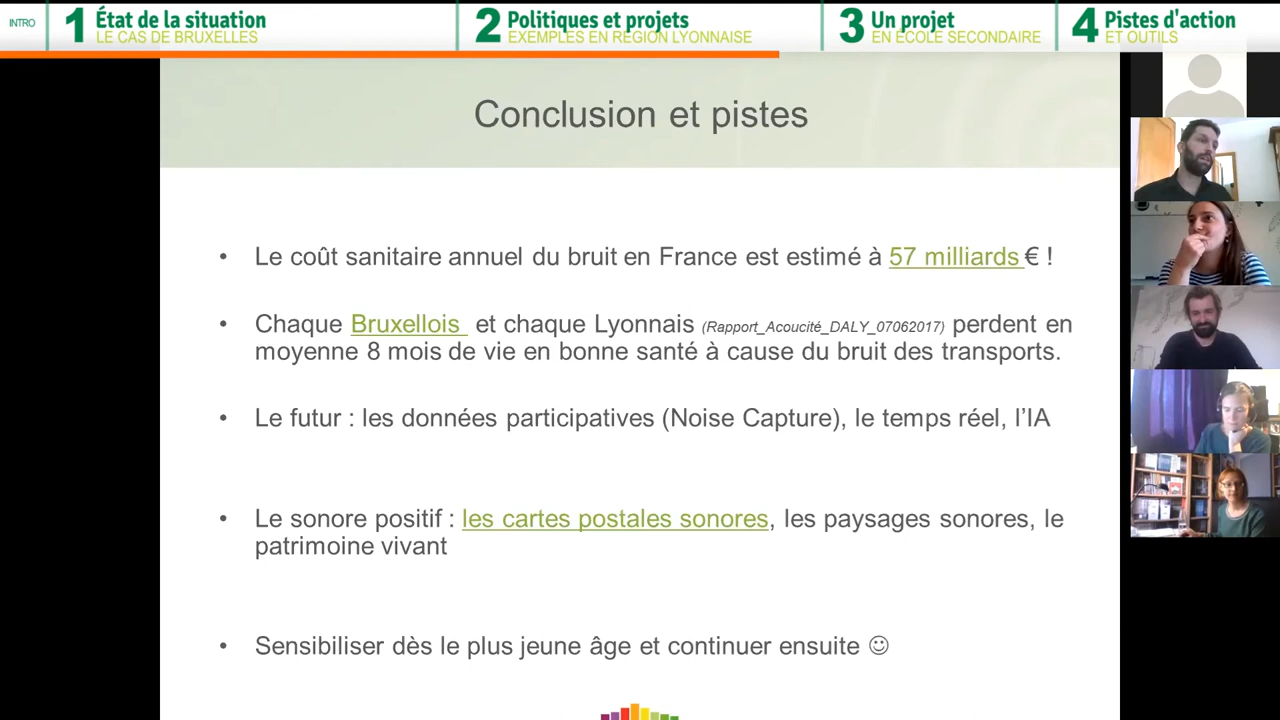 INTRO
1 État de la situation
LE CAS DE BRUXELLES
2 Politiques et projets
EXEMPLES EN RÉGION LYONNAISE
3 Un projet
EN ÉCOLE SECONDAIRE
4 Pistes d'action
ET OUTILS
Conclusion et pistes
• Le coût sanitaire annuel du bruit en France est estimé à 57 milliards € !
• Chaque Bruxellois et chaque Lyonnais (Rapport_Acoucité_DALY_07062017) perdent en
moyenne 8 mois de vie en bonne santé à cause du bruit des transports.
• Le futur : les données participatives (Noise Capture), le temps réel, l’IA
• Le sonore positif : les cartes postales sonores, les paysages sonores, le
patrimoine vivant
• Sensibiliser dès le plus jeune âge et continuer ensuite ☺